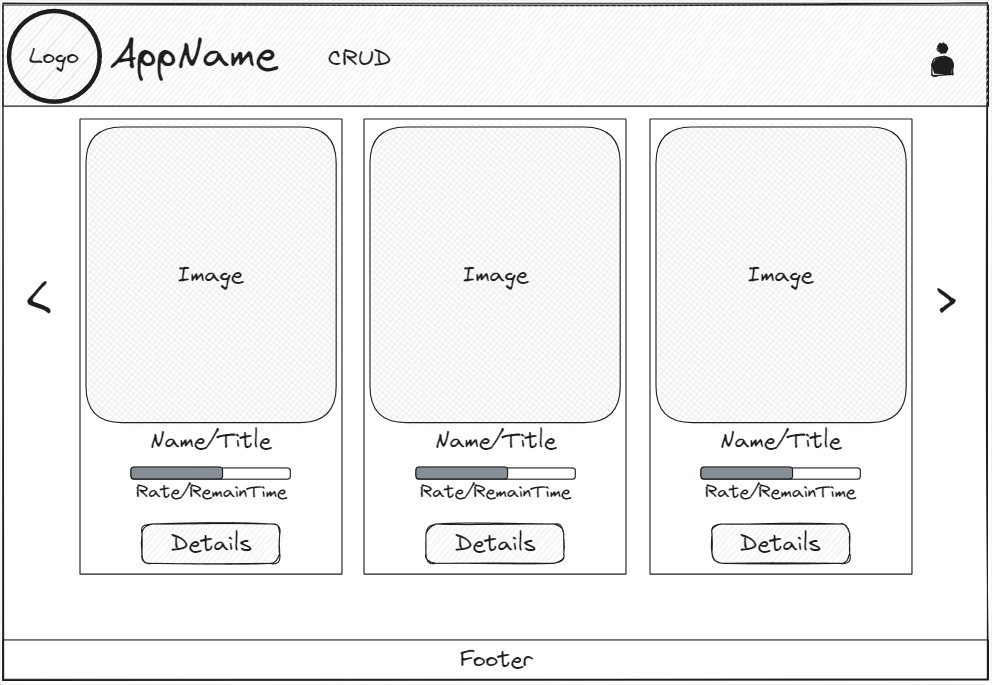 Logo
AppName
CRUD
<
Image
Name/Title
Rate/RemainTime
Details
Image
Name/Title
Rate/RemainTime
Details
Image
Name/Title
Rate/RemainTime
Details
>
Footer